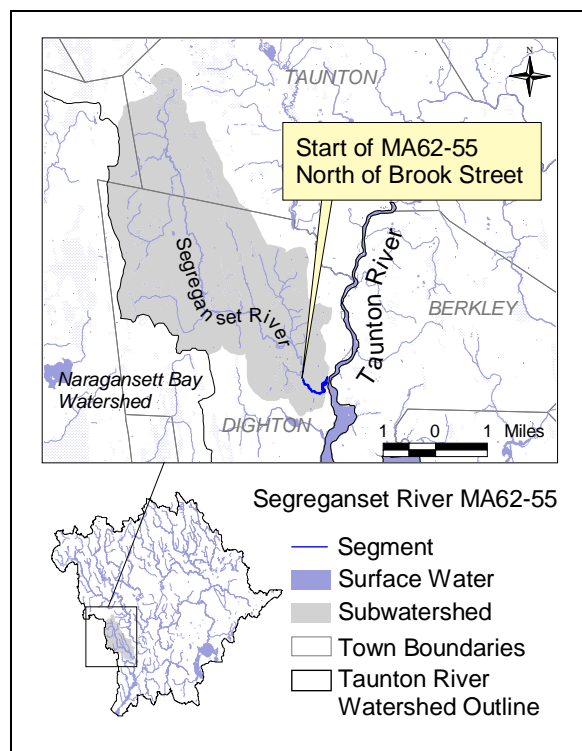 TAUNTON
N
Start of MA62-55
North of Brook Street
Segreganset River
Taunton River
BERKLEY
Naragansett Bay
Watershed
DIGHTON
1 0 1 Miles
Segreganset River MA62-55
Segment
Surface Water
Subwatershed
Town Boundaries
Taunton River
Watershed Outline